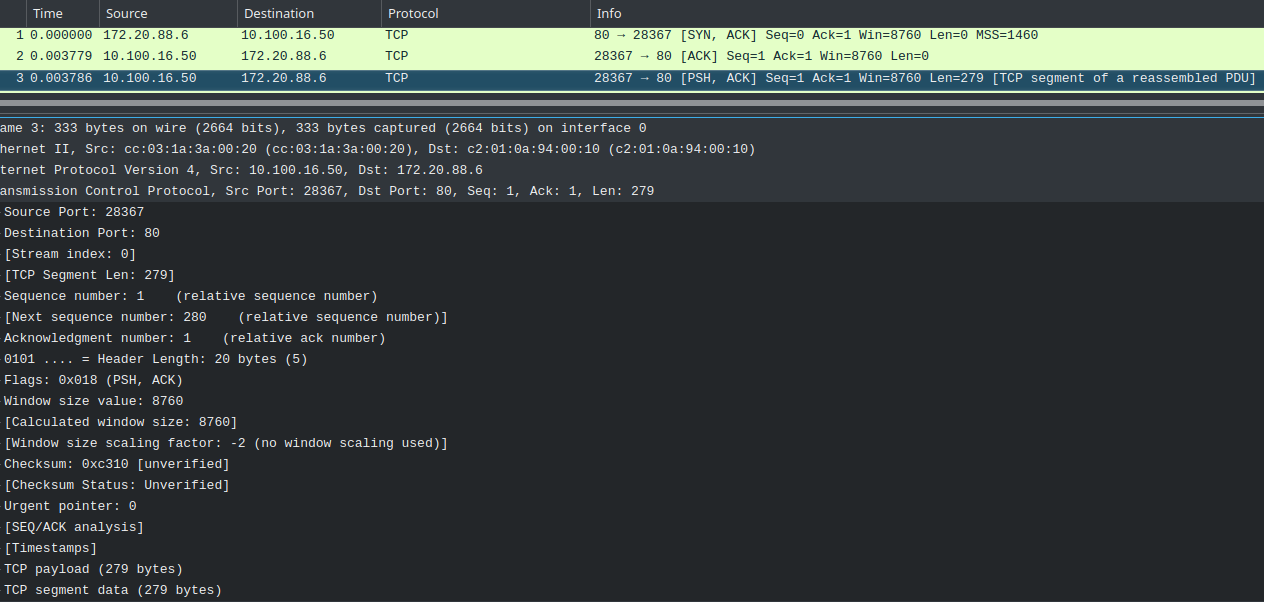 Time Source Destination Protocol Info
1 0.000000 172.20.88.6 10.100.16.50 TCP 80 → 28367 [SYN, ACK] Seq=0 Ack=1 Win=8760 Len=0 MSS=1460
2 0.003779 10.100.16.50 172.20.88.6 TCP 28367 → 80 [ACK] Seq=1 Ack=1 Win=8760 Len=0
3 0.003786 10.100.16.50 172.20.88.6 TCP 28367 → 80 [PSH, ACK] Seq=1 Ack=1 Win=8760 Len=279 [TCP segment of a reassembled PDU]
ame 3: 333 bytes on wire (2664 bits), 333 bytes captured (2664 bits) on interface 0
hernet II, Src: cc:03:1a:3a:00:20 (cc:03:1a:3a:00:20), Dst: c2:01:0a:94:00:10 (c2:01:0a:94:00:10)
ternet Protocol Version 4, Src: 10.100.16.50, Dst: 172.20.88.6
ansmission Control Protocol, Src Port: 28367, Dst Port: 80, Seq: 1, Ack: 1, Len: 279
Source Port: 28367
Destination Port: 80
[Stream index: 0]
[TCP Segment Len: 279]
Sequence number: 1 (relative sequence number)
[Next sequence number: 280 (relative sequence number)]
Acknowledgment number: 1 (relative ack number)
0101 .... = Header Length: 20 bytes (5)
Flags: 0x018 (PSH, ACK)
Window size value: 8760
[Calculated window size: 8760]
[Window size scaling factor: -2 (no window scaling used)]
Checksum: 0xc310 [unverified]
[Checksum Status: Unverified]
Urgent pointer: 0
[SEQ/ACK analysis]
[Timestamps]
TCP payload (279 bytes)
TCP segment data (279 bytes)